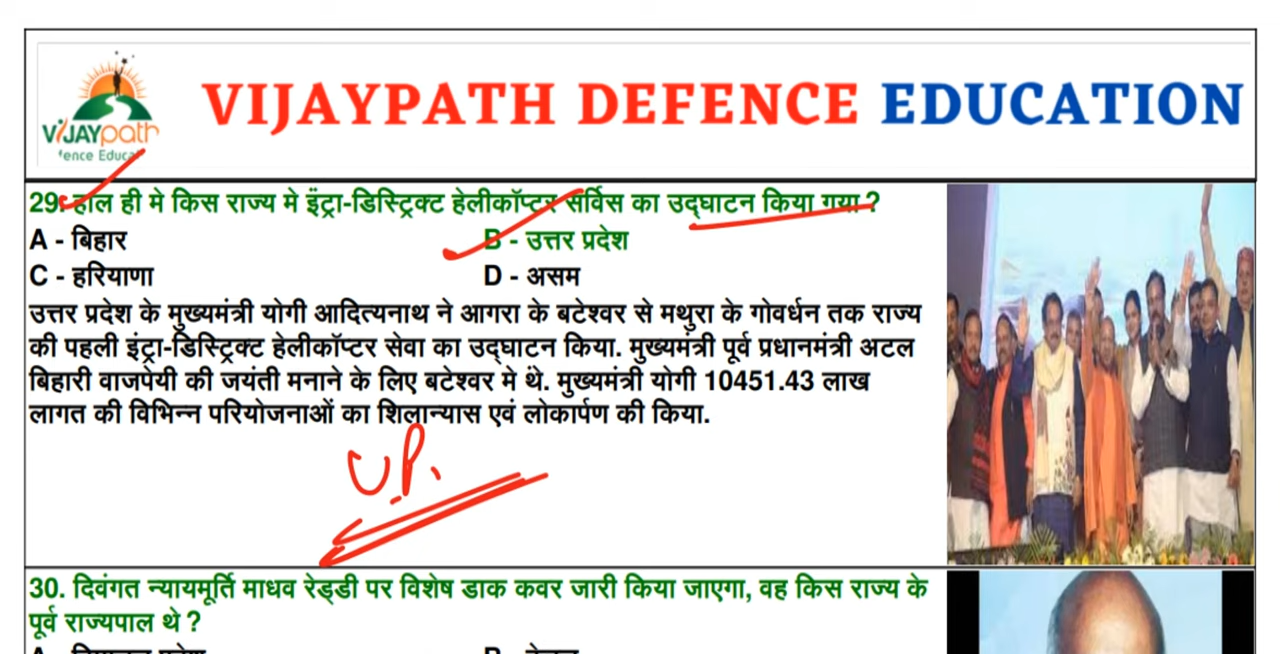 VIJAYPATH DEFENCE EDUCATION
VIJAYpath
fence Educa
29. हाल ही मे किस राज्य मे इंट्रा-डिस्ट्रिक्ट हेलीकॉप्टर सर्विस का उद्घाटन किया गया ?
A - बिहार B - उत्तर प्रदेश
C - हरियाणा D - असम
उत्तर प्रदेश के मुख्यमंत्री योगी आदित्यनाथ ने आगरा के बटेश्वर से मथुरा के गोवर्धन तक राज्य
की पहली इंट्रा-डिस्ट्रिक्ट हेलीकॉप्टर सेवा का उद्घाटन किया. मुख्यमंत्री पूर्व प्रधानमंत्री अटल
बिहारी वाजपेयी की जयंती मनाने के लिए बटेश्वर मे थे. मुख्यमंत्री योगी 10451.43 लाख
लागत की विभिन्न परियोजनाओं का शिलान्यास एवं लोकार्पण की किया.
U.P.
30. दिवंगत न्यायमूर्ति माधव रेड्डी पर विशेष डाक कवर जारी किया जाएगा, वह किस राज्य के
पूर्व राज्यपाल थे ?